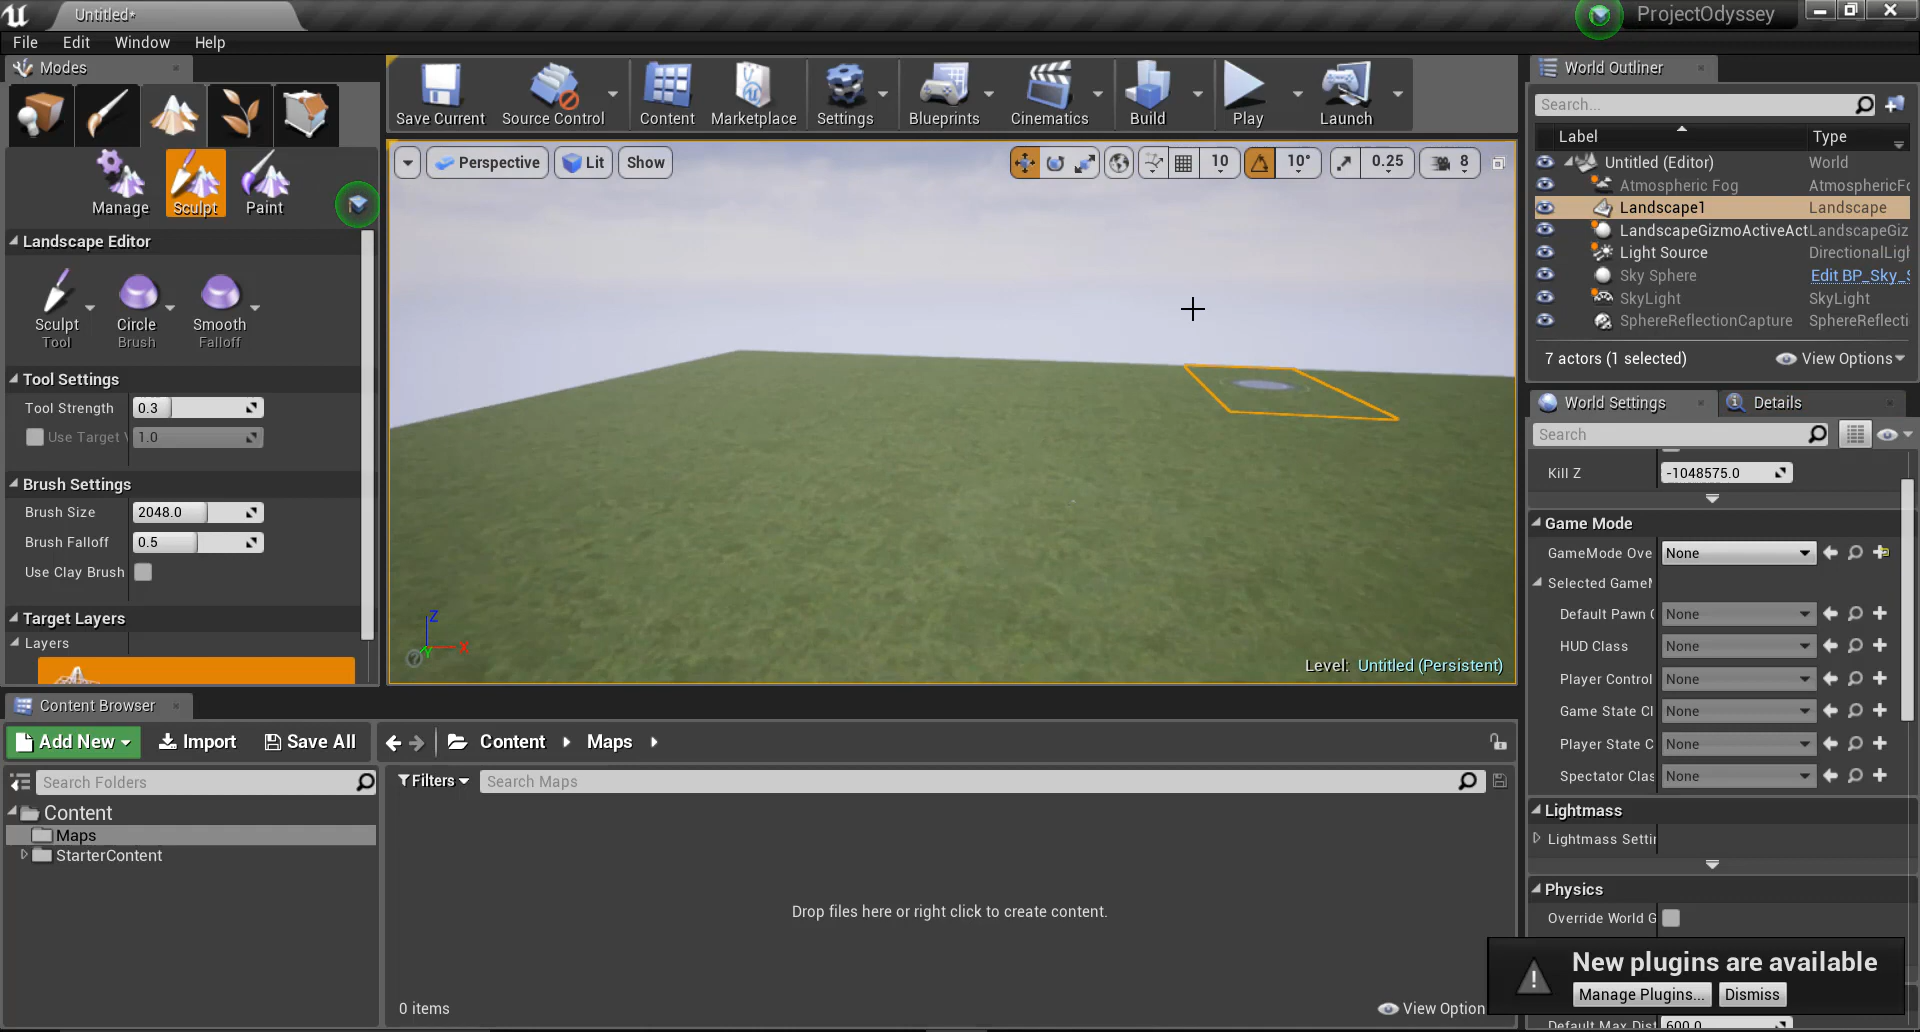 Untitled*
ProjectOdyssey
File Edit Window Help
Modes
Manage Sculpt Paint
Landscape Editor
Sculpt Circle Smooth
Tool Brush Falloff
Tool Settings
Tool Strength 0.3
Use Target 1.0
Brush Settings
Brush Size 2048.0
Brush Falloff 0.5
Use Clay Brush
Target Layers
Layers
Save Current Source Control Content Marketplace Settings Blueprints Cinematics Build Play Launch
Perspective Lit Show 10 10° 0.25 8
Z
X
Y
?
Level: Untitled (Persistent)
World Outliner
Search...
Label Type
Untitled (Editor) World
Atmospheric Fog AtmosphericFo
Landscape1 Landscape
LandscapeGizmoActiveAct LandscapeGiz
Light Source DirectionalLigh
Sky Sphere Edit BP_Sky_S
SkyLight SkyLight
SphereReflectionCapture SphereReflecti
7 actors (1 selected) View Options
World Settings Details
Search
Kill Z -1048575.0
Game Mode
GameMode Ove None
Selected GameM
Default Pawn C None
HUD Class None
Player Control None
Game State Cl None
Player State C None
Spectator Clas None
Lightmass
Lightmass Settin
Physics
Override World G
New plugins are available
Manage Plugins... Dismiss
Default Max Dist 600.0
Content Browser
Add New Import Save All
Content Maps
Search Folders
Filters Search Maps
Content
Maps
StarterContent
Drop files here or right click to create content.
0 items
View Option